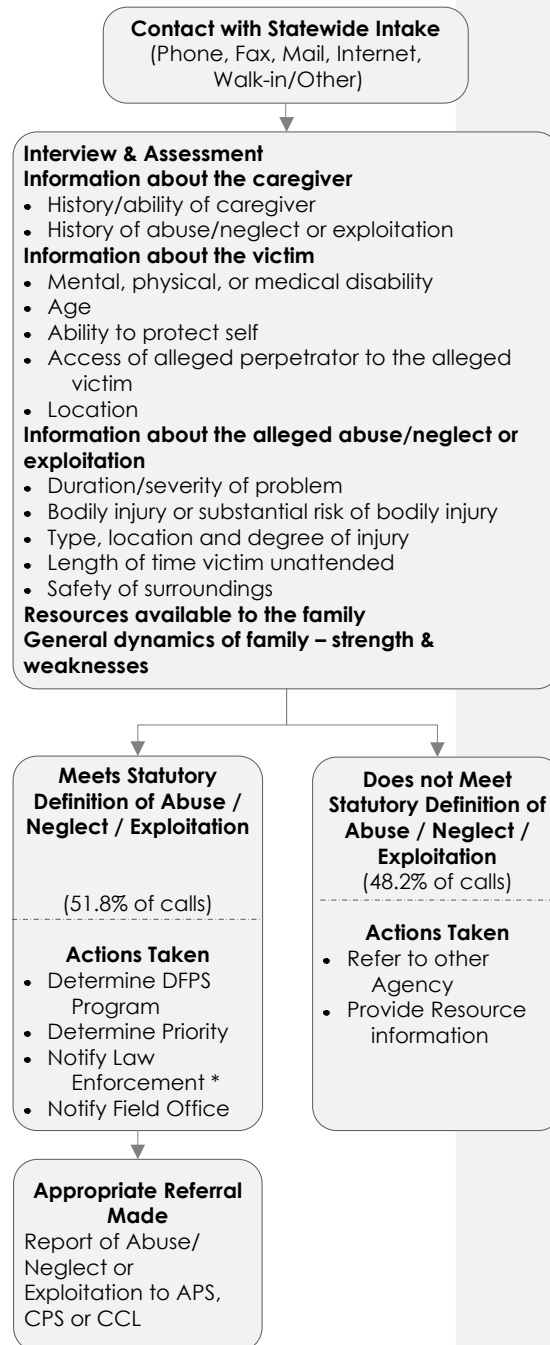 Contact with Statewide Intake
(Phone, Fax, Mail, Internet,
Walk-in/Other)
Interview & Assessment
Information about the caregiver
• History/ability of caregiver
• History of abuse/neglect or exploitation
Information about the victim
• Mental, physical, or medical disability
• Age
• Ability to protect self
• Access of alleged perpetrator to the alleged
victim
• Location
Information about the alleged abuse/neglect or
exploitation
• Duration/severity of problem
• Bodily injury or substantial risk of bodily injury
• Type, location and degree of injury
• Length of time victim unattended
• Safety of surroundings
Resources available to the family
General dynamics of family – strength &
weaknesses
Meets Statutory
Definition of Abuse /
Neglect / Exploitation
(51.8% of calls)
Actions Taken
• Determine DFPS
Program
• Determine Priority
• Notify Law
Enforcement *
• Notify Field Office
Does not Meet
Statutory Definition of
Abuse / Neglect /
Exploitation
(48.2% of calls)
Actions Taken
• Refer to other
Agency
• Provide Resource
information
Appropriate Referral
Made
Report of Abuse/
Neglect or
Exploitation to APS,
CPS or CCL